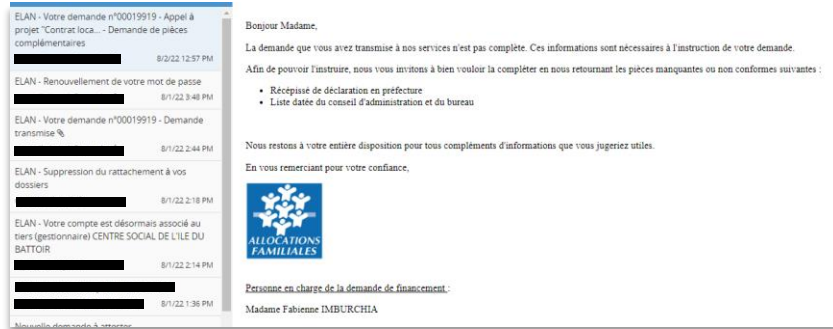 ELAN - Votre demande n°00019919 - Appel à
projet "Contrat loca... - Demande de pièces
complémentaires
8/2/22 12:57 PM
ELAN - Renouvellement de votre mot de passe
8/1/22 3:48 PM
ELAN - Votre demande n°00019919 - Demande
transmise
8/1/22 2:44 PM
ELAN - Suppression du rattachement à vos
dossiers
8/1/22 2:18 PM
ELAN - Votre compte est désormais associé au
tiers (gestionnaire) CENTRE SOCIAL DE L'ILE DU
BATTOIR
8/1/22 2:14 PM
8/1/22 1:36 PM
Nouvelle demande à attester
Bonjour Madame,
La demande que vous avez transmise à nos services n'est pas complète. Ces informations sont nécessaires à l'instruction de votre demande.
Afin de pouvoir l'instruire, nous vous invitons à bien vouloir la compléter en nous retournant les pièces manquantes ou non conformes suivantes :
• Récépissé de déclaration en préfecture
• Liste datée du conseil d'administration et du bureau
Nous restons à votre entière disposition pour tous compléments d'informations que vous jugeriez utiles.
En vous remerciant pour votre confiance,
ALLOCATIONS
FAMILIALES
Personne en charge de la demande de financement :
Madame Fabienne IMBURCHIA